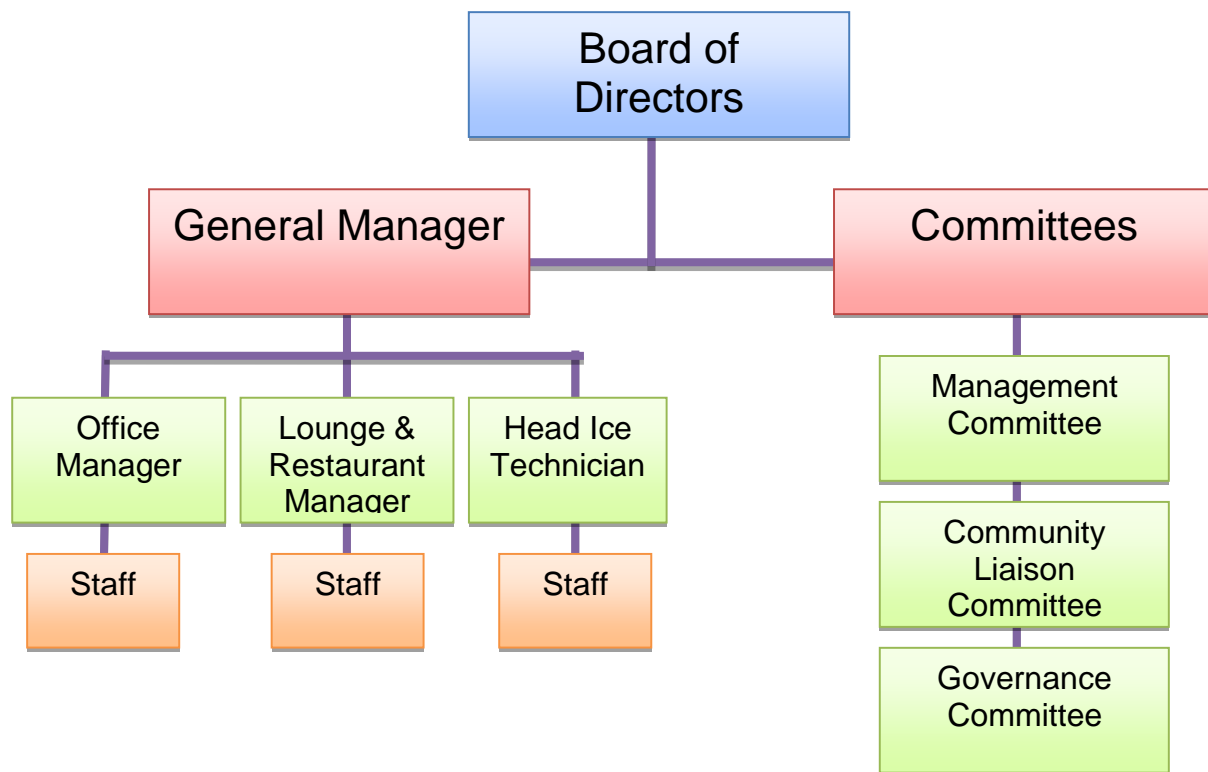 Board of
Directors
General Manager
Committees
Office
Manager
Lounge &
Restaurant
Manager
Head Ice
Technician
Staff
Staff
Staff
Management
Committee
Community
Liaison
Committee
Governance
Committee